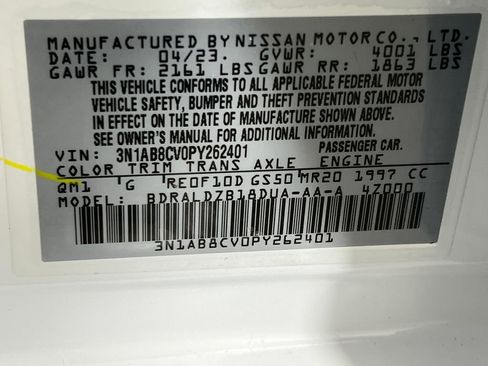 MANUFACTURED BY NISSAN MOTOR CO., LTD.
DATE: 04/23. GVWR: 4001 LBS
GAWR FR: 2161 LBS GAWR RR: 1863 LBS
THIS VEHICLE CONFORMS TO ALL APPLICABLE FEDERAL MOTOR
VEHICLE SAFETY, BUMPER AND THEFT PREVENTION STANDARDS
IN EFFECT ON THE DATE OF MANUFACTURE SHOWN ABOVE.
SEE OWNER'S MANUAL FOR ADDITIONAL INFORMATION.
VIN: 3N1AB8CV0PY262401 PASSENGER CAR.
COLOR TRIM TRANS AXLE ENGINE
QM1 G RE0F10D GS50 MR20 1997 CC
MODEL: BDRALDZB18DUA-AA-A 4Z000
3N1AB8CV0PY262401